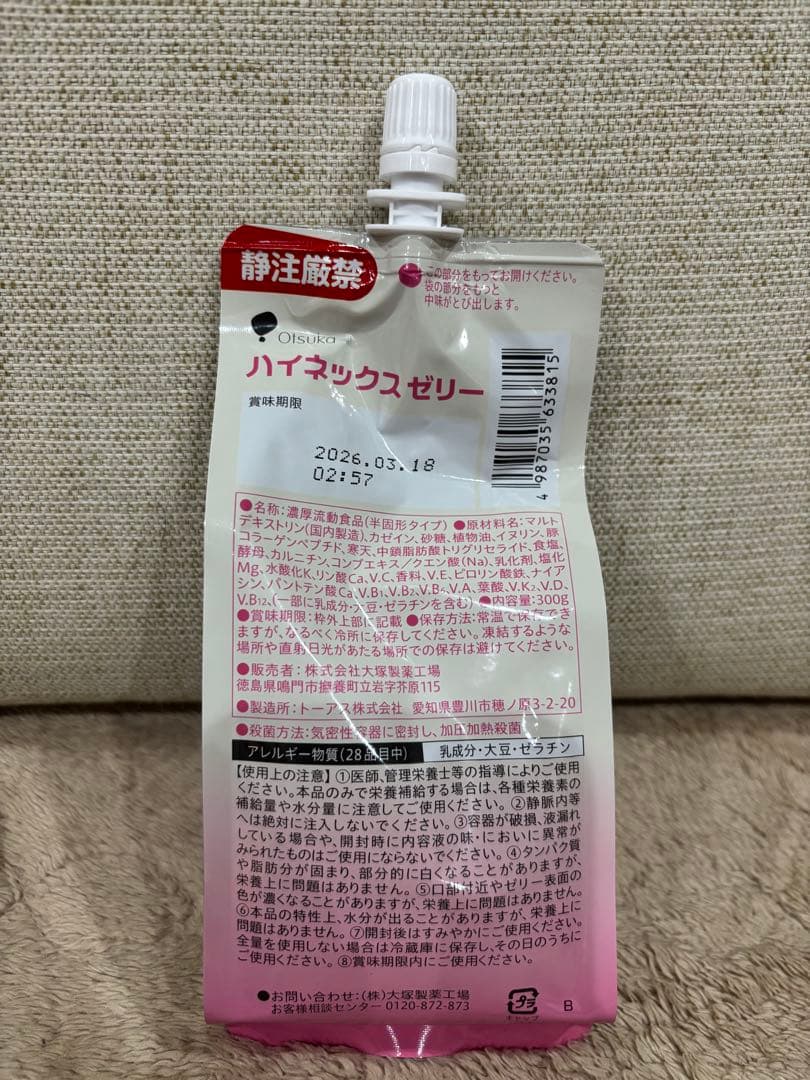 静注厳禁
この部分をもってお開けください。
袋の部分をもつと
中味がとび出します。
Otsuka
ハイネックスゼリー
賞味期限
2026.03.18
02:57
4 987035 633815
●名称:濃厚流動食品(半固形タイプ) ●原材料名:マルト
デキストリン(国内製造)、カゼイン、砂糖、植物油、イヌリン、豚
コラーゲンペプチド、寒天、中鎖脂肪酸トリグリセライド、食塩、
酵母、カルニチン、コンブエキス/クエン酸(Na)、乳化剤、塩化
Mg、水酸化K、リン酸Ca、V.C、香料、V.E、ピロリン酸鉄、ナイア
シン、パントテン酸Ca、V.B1、V.B2、V.B6、V.A、葉酸、V.K2、V.D、
V.B12、(一部に乳成分・大豆・ゼラチンを含む) ●内容量:300g
●賞味期限:枠外上部に記載 ●保存方法:常温で保存でき
ますが、なるべく冷所に保存してください。凍結するような
場所や直射日光があたる場所での保存は避けてください。
●販売者:株式会社大塚製薬工場
徳島県鳴門市撫養町立岩字芥原115
●製造所:トーアス株式会社 愛知県豊川市穂ノ原3-2-20
●殺菌方法:気密性容器に密封し、加圧加熱殺菌
アレルギー物質(28品目中) 乳成分・大豆・ゼラチン
【使用上の注意】①医師、管理栄養士等の指導によりご使用
ください。本品のみで栄養補給する場合は、各種栄養素の
補給量や水分量に注意してご使用ください。②静脈内等
へは絶対に注入しないでください。③容器が破損、液漏れ
している場合や、開封時に内容液の味・においに異常が
みられたものはご使用にならないでください。④タンパク質
や脂肪分が固まり、部分的に白くなることがありますが、
栄養上に問題はありません。⑤口部付近やゼリー表面の
色が濃くなることがありますが、栄養上に問題はありません。
⑥本品の特性上、水分が出ることがありますが、栄養上に
問題はありません。⑦開封後はすみやかにご使用ください。
全量を使用しない場合は冷蔵庫に保存し、その日のうちに
ご使用ください。⑧賞味期限内にご使用ください。
●お問い合わせ:(株)大塚製薬工場
お客様相談センター 0120-872-873
プラ
キャップ
B